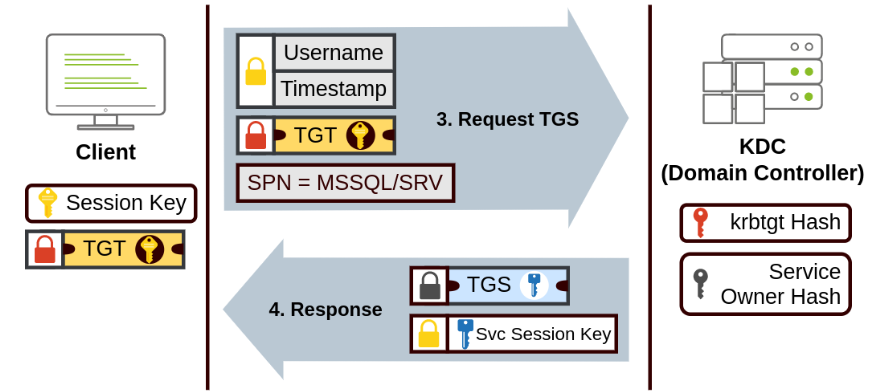 Client
Session Key
TGT
Username
Timestamp
TGT
SPN = MSSQL/SRV
3. Request TGS
4. Response
TGS
Svc Session Key
KDC
(Domain Controller)
krbtgt Hash
Service
Owner Hash